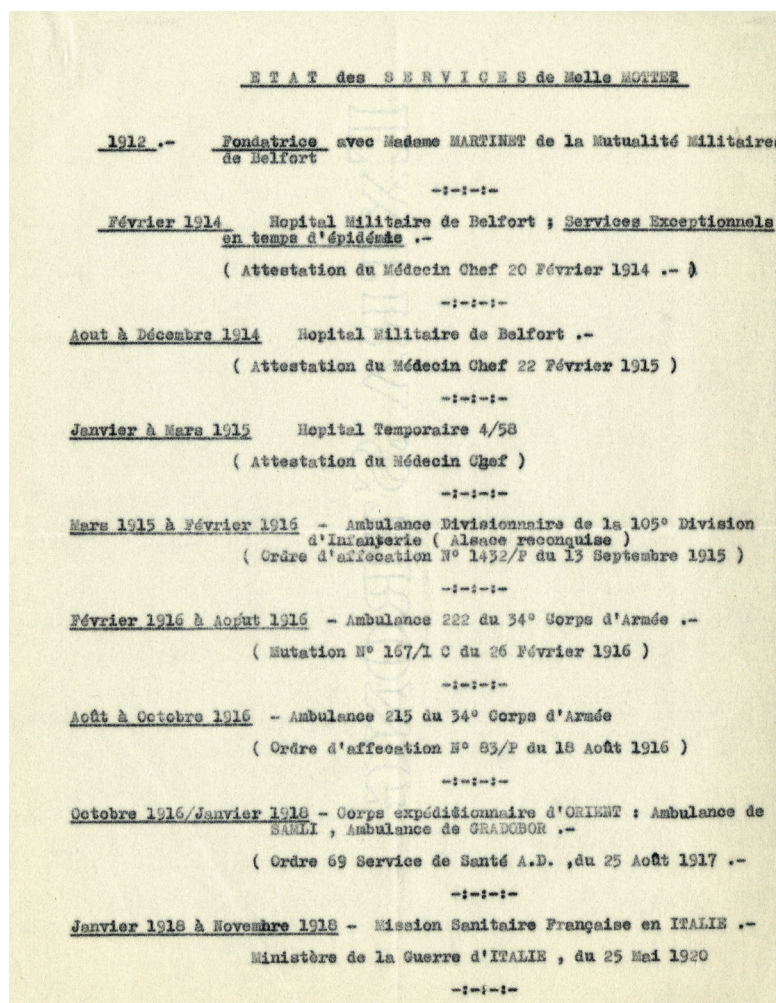 E T A T des S E R V I C E S de Melle MOTTER
1912 .- Fondatrice avec Madame MARTINET de la Mutualité Militaire
de Belfort
-:-:-:-
Février 1914 Hopital Militaire de Belfort ; Services Exceptionnels
en temps d'épidémie .-
( Attestation du Médecin Chef 20 Février 1914 .- )
-:-:-:-
Aout à Décembre 1914 Hopital Militaire de Belfort .-
( Attestation du Médecin Chef 22 Février 1915 )
-:-:-:-
Janvier à Mars 1915 Hopital Temporaire 4/58
( Attestation du Médecin Chef )
-:-:-:-
Mars 1915 à Février 1916 - Ambulance Divisionnaire de la 105° Division
d'Infanterie ( Alsace reconquise )
( Ordre d'affecation N° 1432/P du 13 Septembre 1915 )
-:-:-:-
Février 1916 à Aoput 1916 - Ambulance 222 du 34° Corps d'Armée .-
( Mutation N° 167/1 C du 26 Février 1916 )
-:-:-:-
Août à Octobre 1916 - Ambulance 215 du 34° Corps d'Armée
( Ordre d'affecation N° 83/P du 18 Août 1916 )
-:-:-:-
Octobre 1916/Janvier 1918 - Corps expéditionnaire d'ORIENT : Ambulance de
SAMLI , Ambulance de GRADOBOR .-
( Ordre 69 Service de Santé A.D. ,du 25 Août 1917 .-
-:-:-:-
Janvier 1918 à Novembre 1918 - Mission Sanitaire Française en ITALIE .-
Ministère de la Guerre d'ITALIE , du 25 Mai 1920
-:-:-:-